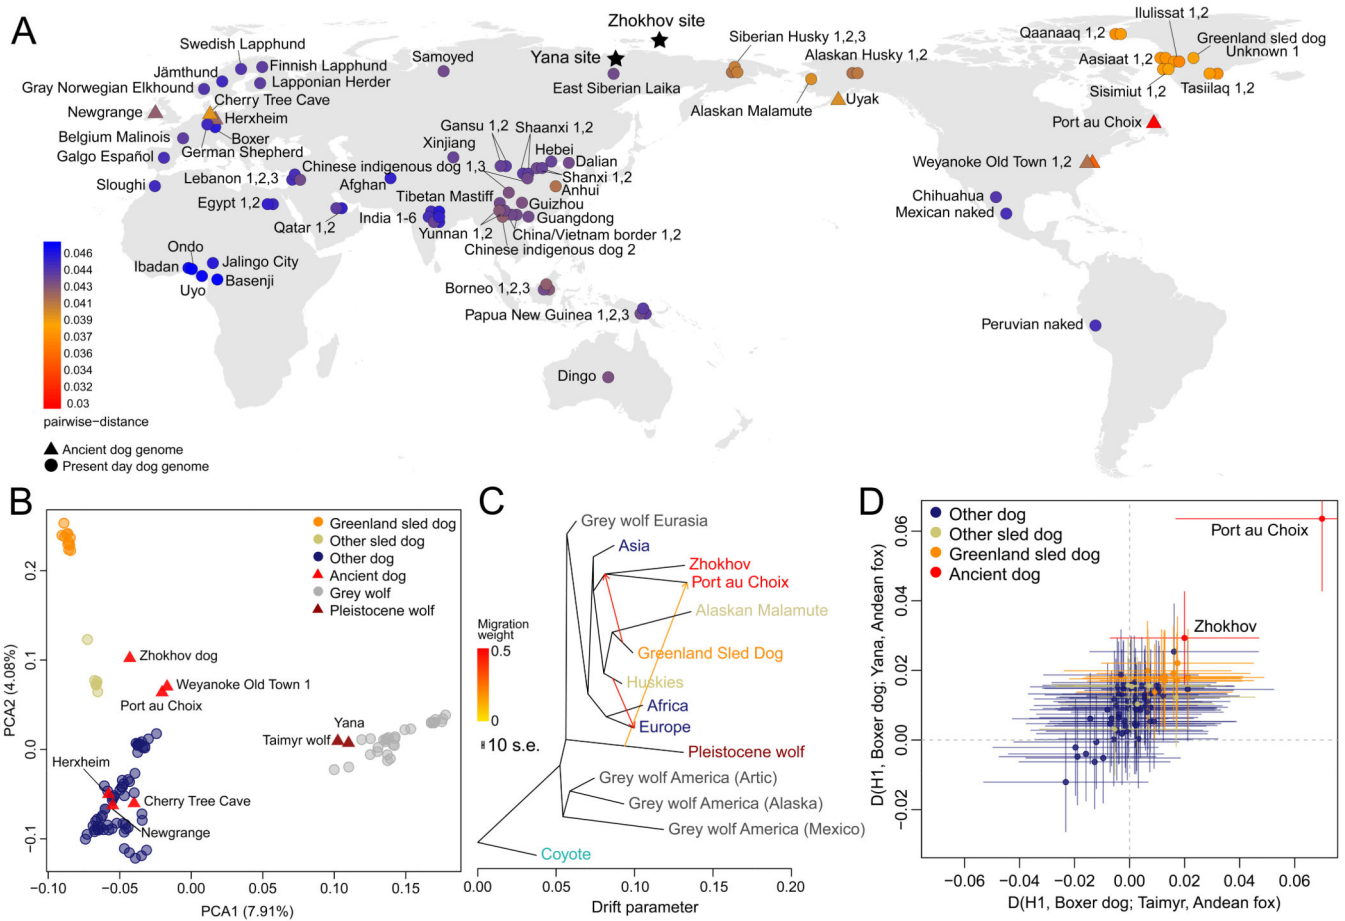 A
Zhokhov site
Yana site
Swedish Lapphund
Finnish Lapphund
Jämthund
Lapponian Herder
Gray Norwegian Elkhound
Cherry Tree Cave
Newgrange
Herxheim
Belgium Malinois
Boxer
German Shepherd
Galgo Español
Sloughi
Lebanon 1,2,3
Egypt 1,2
Qatar 1,2
Afghan
Samoyed
East Siberian Laika
Gansu 1,2
Shaanxi 1,2
Xinjiang
Hebei
Dalian
Chinese indigenous dog 1,3
Shanxi 1,2
Anhui
Tibetan Mastiff
Guizhou
India 1-6
Guangdong
Yunnan 1,2
China/Vietnam border 1,2
Chinese indigenous dog 2
Ondo
Ibadan
Jalingo City
Uyo
Basenji
Borneo 1,2,3
Papua New Guinea 1,2,3
Dingo
Siberian Husky 1,2,3
Alaskan Husky 1,2
Alaskan Malamute
Uyak
Ilulissat 1,2
Qaanaaq 1,2
Greenland sled dog
Unknown 1
Aasiaat 1,2
Sisimiut 1,2
Tasiilaq 1,2
Port au Choix
Weyanoke Old Town 1,2
Chihuahua
Mexican naked
Peruvian naked
0.046
0.044
0.043
0.041
0.039
0.037
0.036
0.034
0.032
0.03
pairwise-distance
Ancient dog genome
Present day dog genome
B
Greenland sled dog
Other sled dog
Other dog
Ancient dog
Grey wolf
Pleistocene wolf
Zhokhov dog
Weyanoke Old Town 1
Port au Choix
Yana
Taimyr wolf
Herxheim
Cherry Tree Cave
Newgrange
PCA2 (4.08%)
0.2
0.1
0.0
−0.1
−0.10
−0.05
0.00
0.05
0.10
0.15
PCA1 (7.91%)
C
Grey wolf Eurasia
Asia
Zhokhov
Port au Choix
Alaskan Malamute
Greenland Sled Dog
Huskies
Africa
Europe
Pleistocene wolf
Grey wolf America (Artic)
Grey wolf America (Alaska)
Grey wolf America (Mexico)
Coyote
Migration
weight
0.5
0
10 s.e.
0.00
0.05
0.10
0.15
0.20
Drift parameter
D
Other dog
Other sled dog
Greenland sled dog
Ancient dog
Port au Choix
Zhokhov
D(H1, Boxer dog; Yana, Andean fox)
0.06
0.04
0.02
0.00
−0.02
−0.06
−0.04
−0.02
0.00
0.02
0.04
0.06
D(H1, Boxer dog; Taimyr, Andean fox)